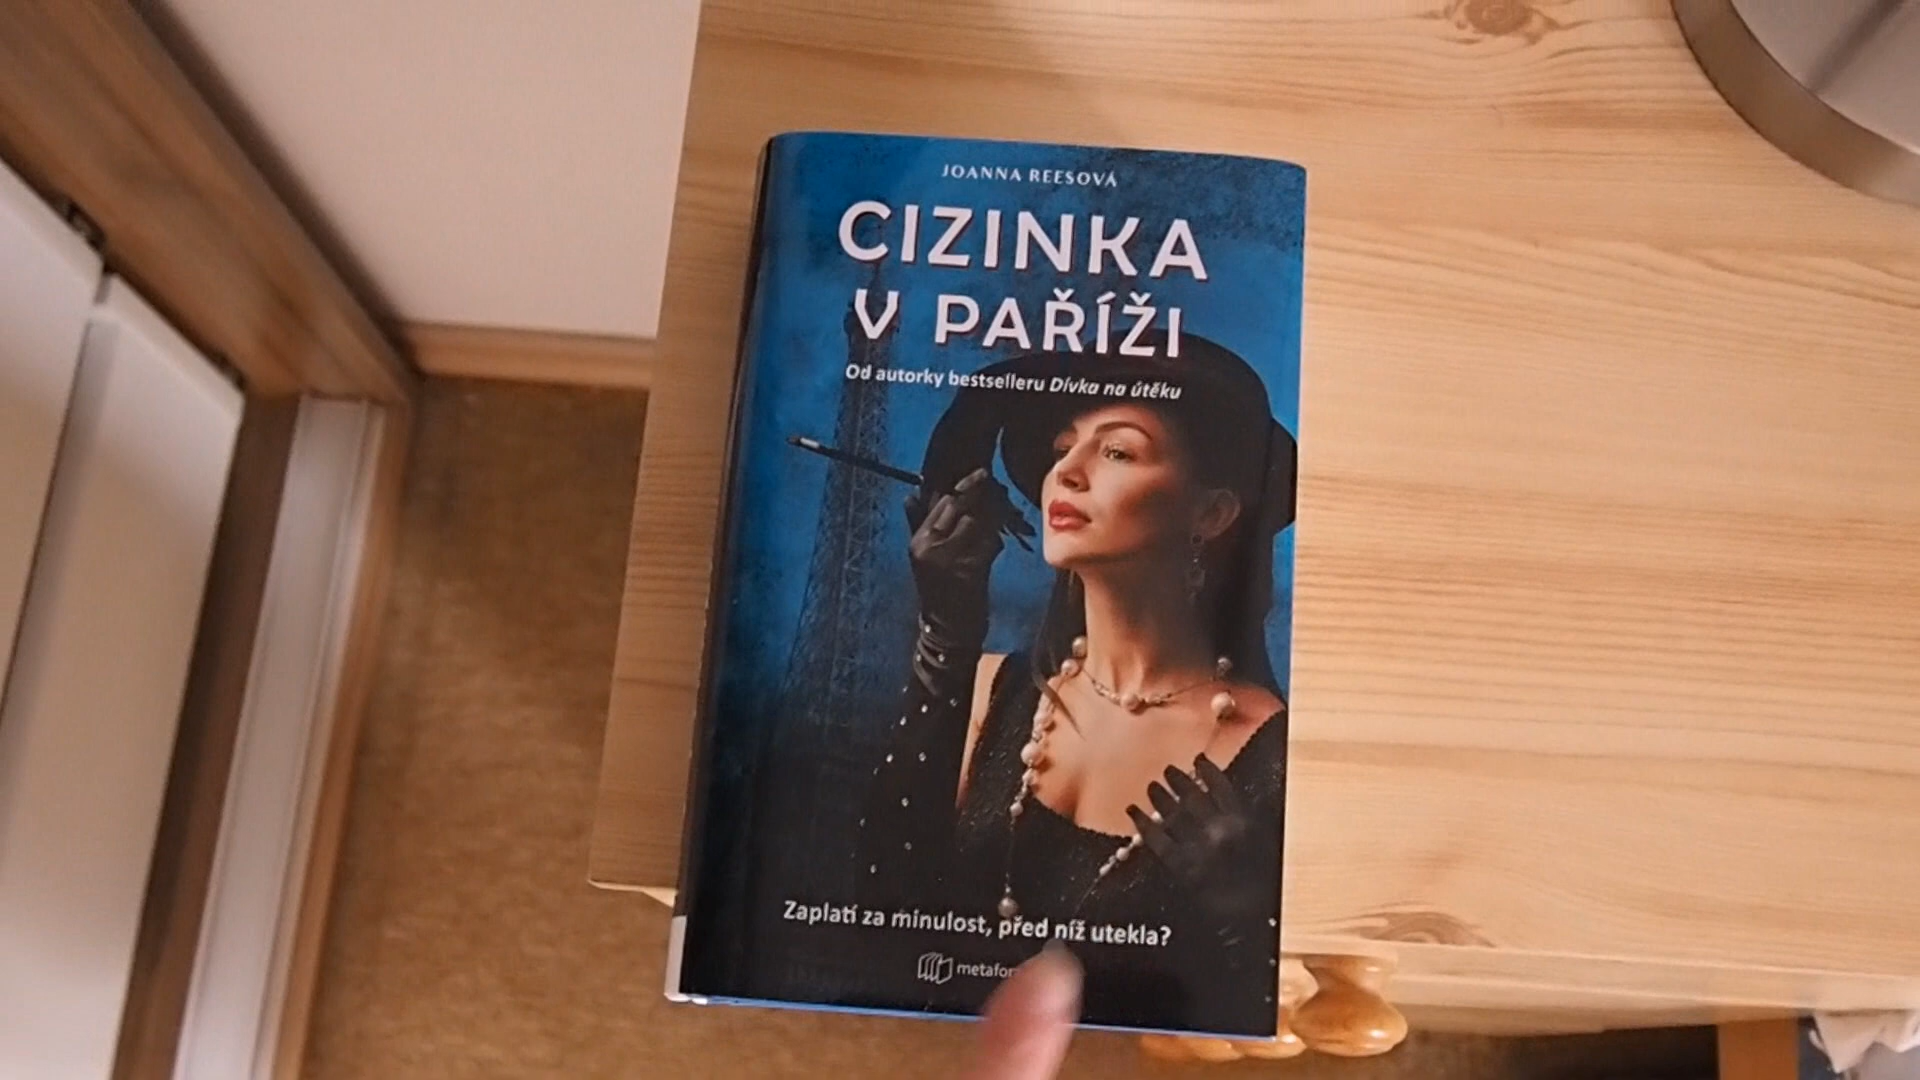 JOANNA REESOVÁ
CIZINKA
V PAŘÍŽI
Od autorky bestselleru Dívka na útěku
Zaplatí za minulost, před níž utekla?